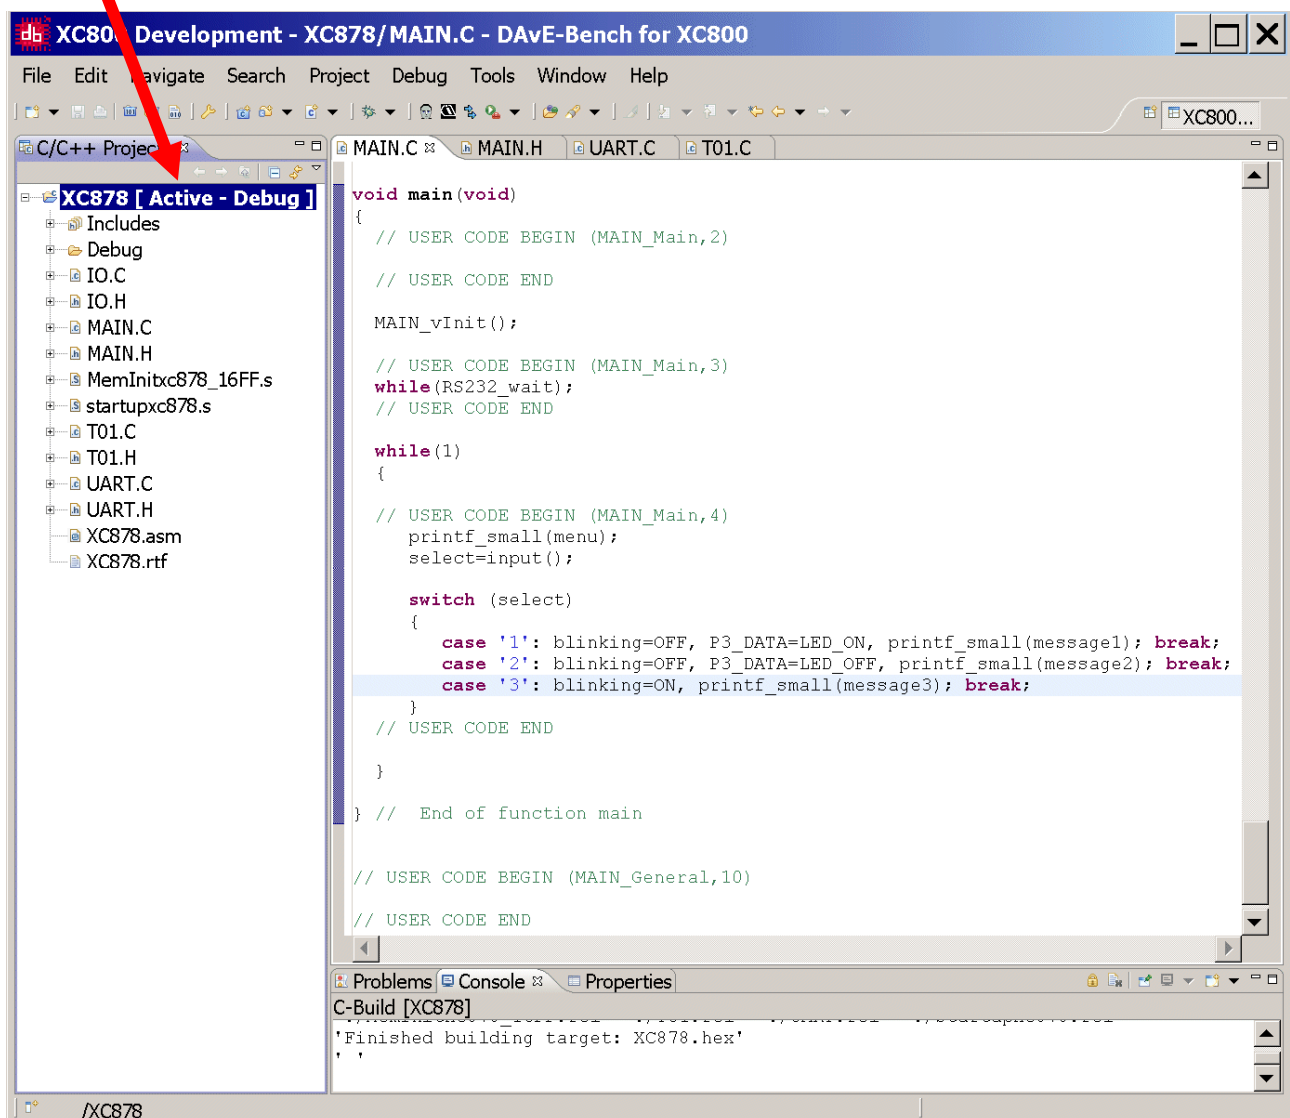 XC800 Development - XC878/MAIN.C - DAvE-Bench for XC800
File Edit Navigate Search Project Debug Tools Window Help
XC800...
C/C++ Projec
MAIN.C MAIN.H UART.C T01.C
XC878 [ Active - Debug ]
Includes
Debug
IO.C
IO.H
MAIN.C
MAIN.H
MemInitxc878_16FF.s
startupxc878.s
T01.C
T01.H
UART.C
UART.H
XC878.asm
XC878.rtf
void main(void)
{
// USER CODE BEGIN (MAIN_Main,2)
// USER CODE END
MAIN_vInit();
// USER CODE BEGIN (MAIN_Main,3)
while(RS232_wait);
// USER CODE END
while(1)
{
// USER CODE BEGIN (MAIN_Main,4)
printf_small(menu);
select=input();
switch (select)
{
case '1': blinking=OFF, P3_DATA=LED_ON, printf_small(message1); break;
case '2': blinking=OFF, P3_DATA=LED_OFF, printf_small(message2); break;
case '3': blinking=ON, printf_small(message3); break;
}
// USER CODE END
}
} // End of function main
// USER CODE BEGIN (MAIN_General,10)
// USER CODE END
Problems Console Properties
C-Build [XC878]
'Finished building target: XC878.hex'
' '
/XC878